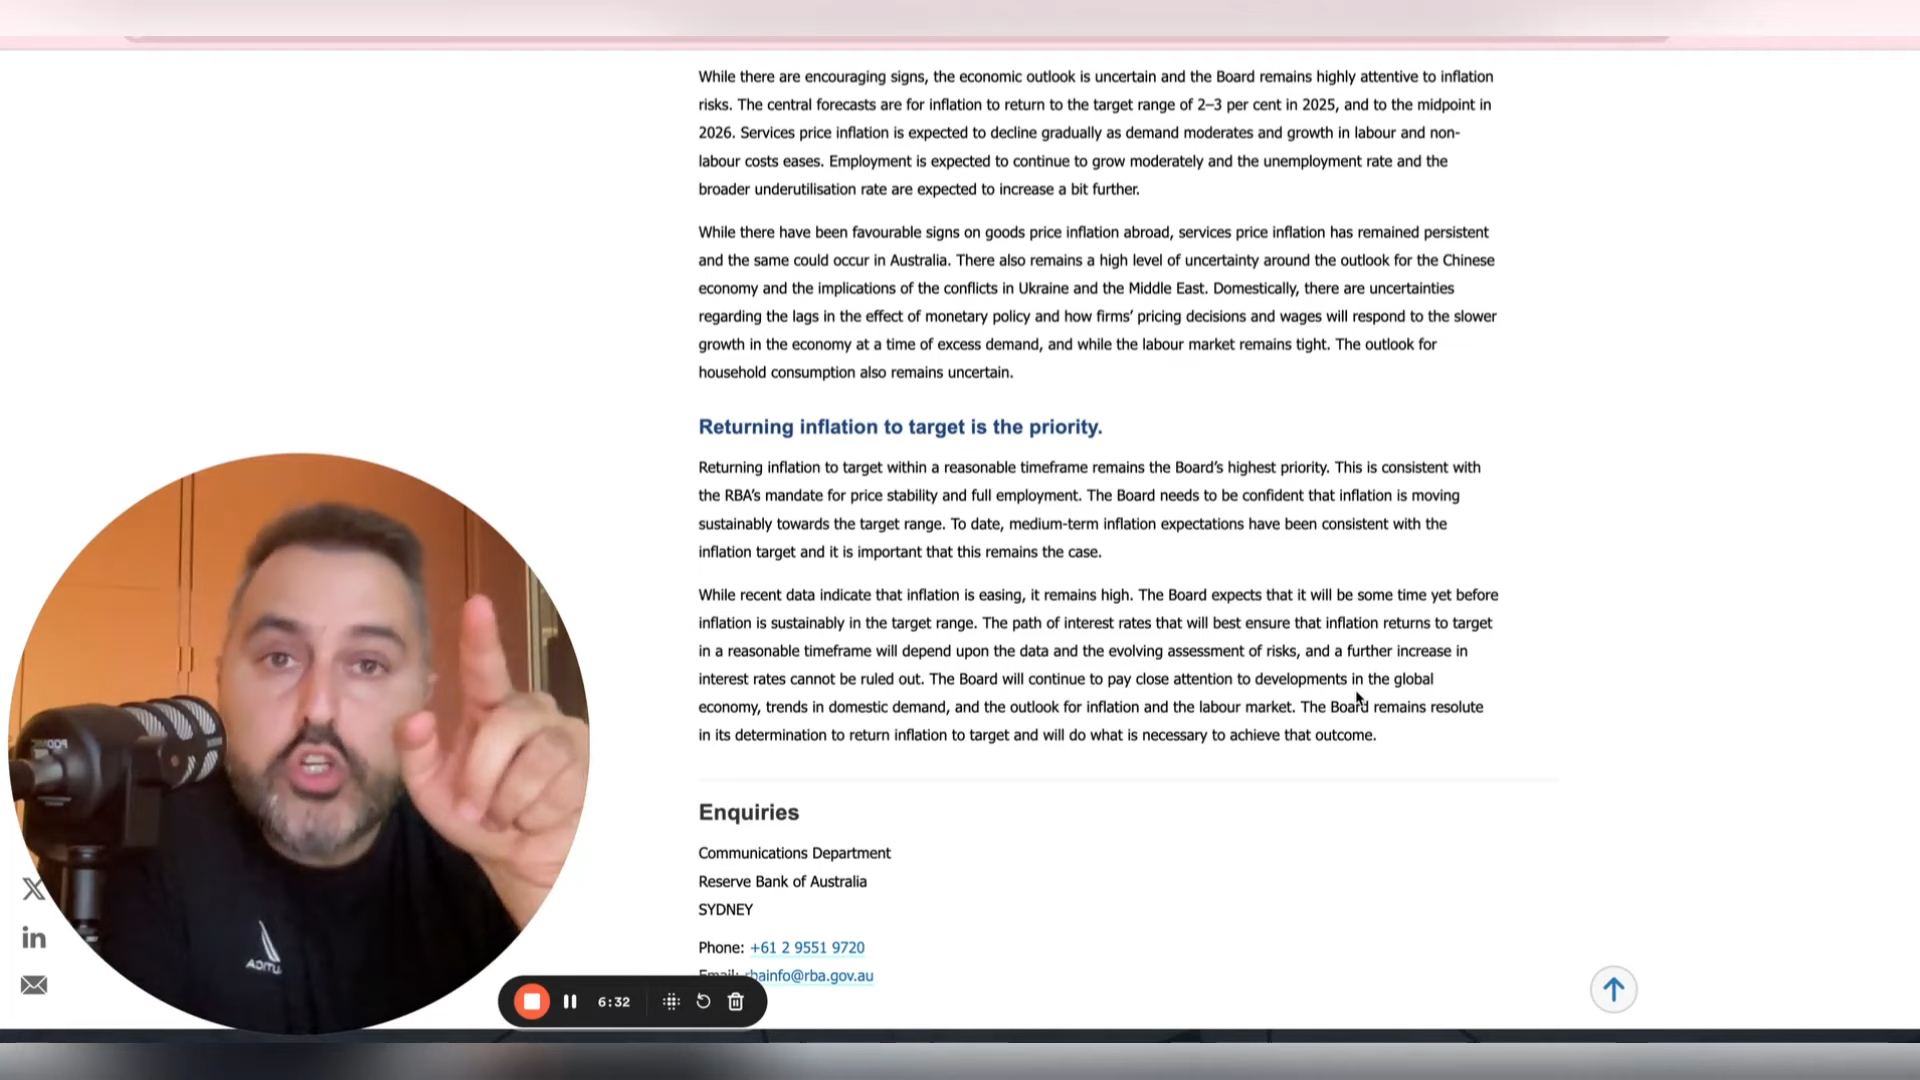 While there are encouraging signs, the economic outlook is uncertain and the Board remains highly attentive to inflation
risks. The central forecasts are for inflation to return to the target range of 2–3 per cent in 2025, and to the midpoint in
2026. Services price inflation is expected to decline gradually as demand moderates and growth in labour and non-
labour costs eases. Employment is expected to continue to grow moderately and the unemployment rate and the
broader underutilisation rate are expected to increase a bit further.
While there have been favourable signs on goods price inflation abroad, services price inflation has remained persistent
and the same could occur in Australia. There also remains a high level of uncertainty around the outlook for the Chinese
economy and the implications of the conflicts in Ukraine and the Middle East. Domestically, there are uncertainties
regarding the lags in the effect of monetary policy and how firms’ pricing decisions and wages will respond to the slower
growth in the economy at a time of excess demand, and while the labour market remains tight. The outlook for
household consumption also remains uncertain.
Returning inflation to target is the priority.
Returning inflation to target within a reasonable timeframe remains the Board’s highest priority. This is consistent with
the RBA’s mandate for price stability and full employment. The Board needs to be confident that inflation is moving
sustainably towards the target range. To date, medium-term inflation expectations have been consistent with the
inflation target and it is important that this remains the case.
While recent data indicate that inflation is easing, it remains high. The Board expects that it will be some time yet before
inflation is sustainably in the target range. The path of interest rates that will best ensure that inflation returns to target
in a reasonable timeframe will depend upon the data and the evolving assessment of risks, and a further increase in
interest rates cannot be ruled out. The Board will continue to pay close attention to developments in the global
economy, trends in domestic demand, and the outlook for inflation and the labour market. The Board remains resolute
in its determination to return inflation to target and will do what is necessary to achieve that outcome.
Enquiries
Communications Department
Reserve Bank of Australia
SYDNEY
Phone: +61 2 9551 9720
Email: rbainfo@rba.gov.au
6:32
in